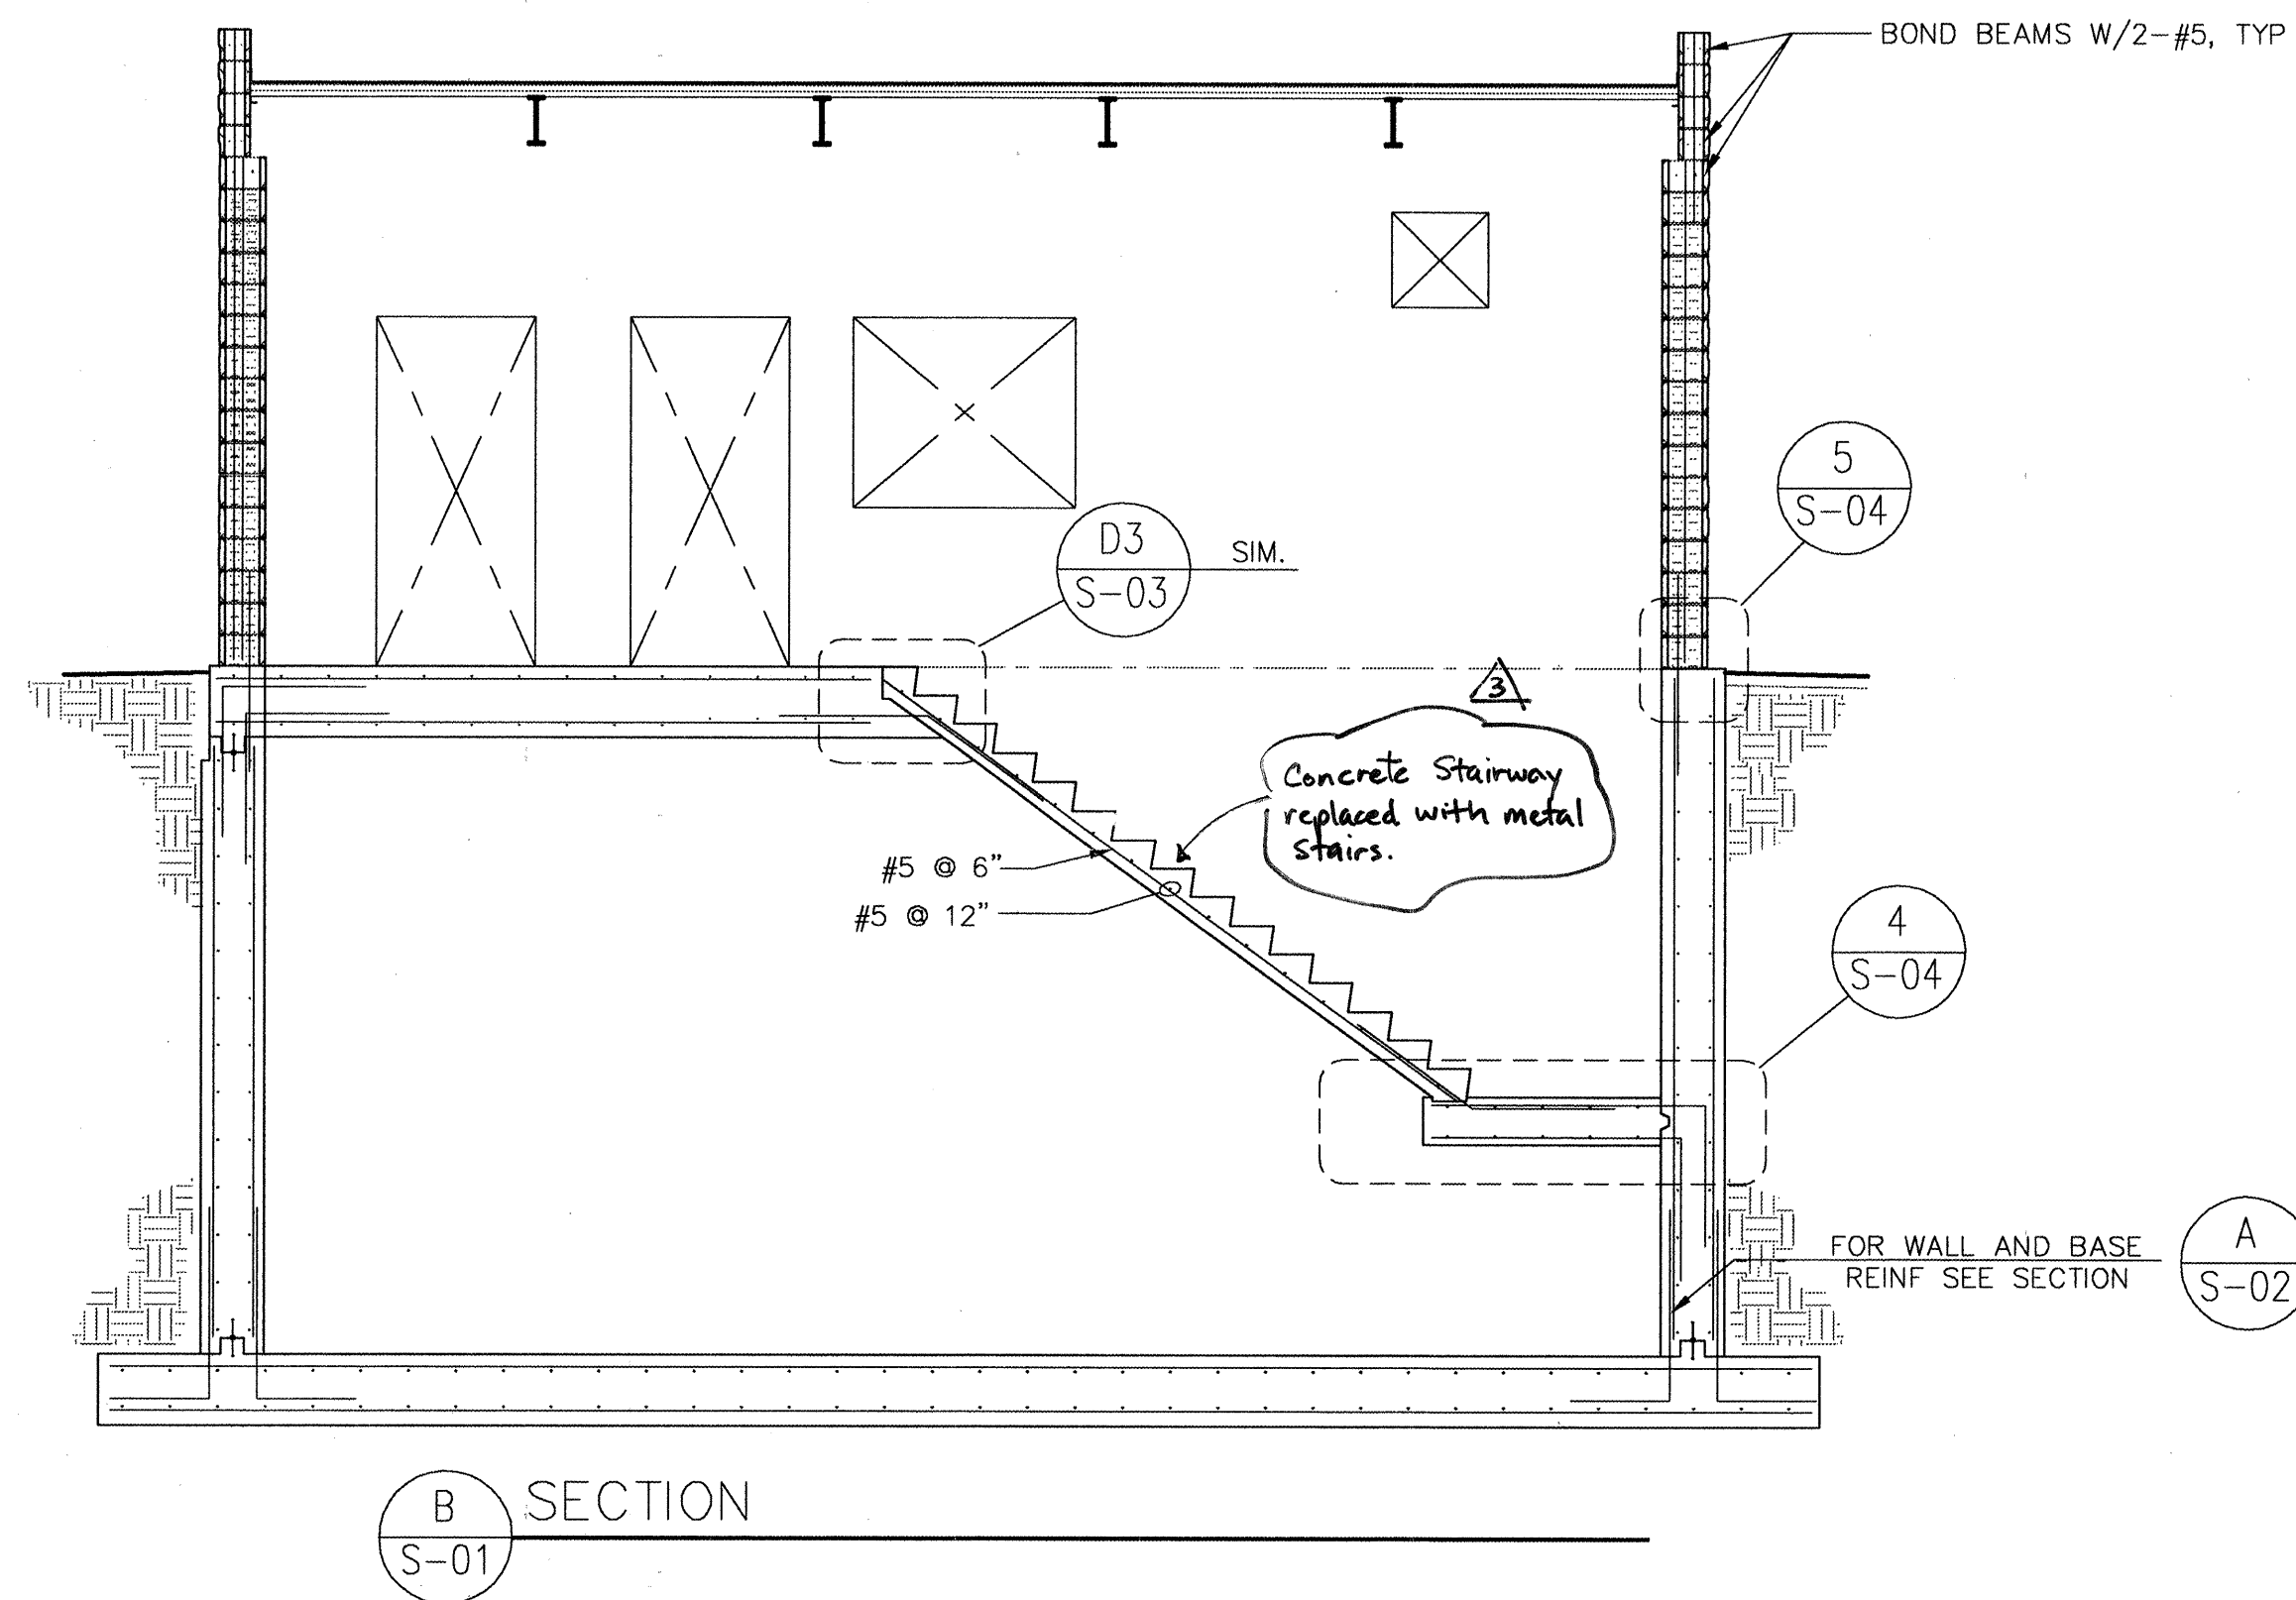 BOND BEAMS W/2-#5, TYP
5
S-04
D3
S-03
SIM.
3
Concrete Stairway
replaced with metal
Stairs.
#5 @ 6"
#5 @ 12"
4
S-04
FOR WALL AND BASE
REINF SEE SECTION
A
S-02
B
S-01
SECTION